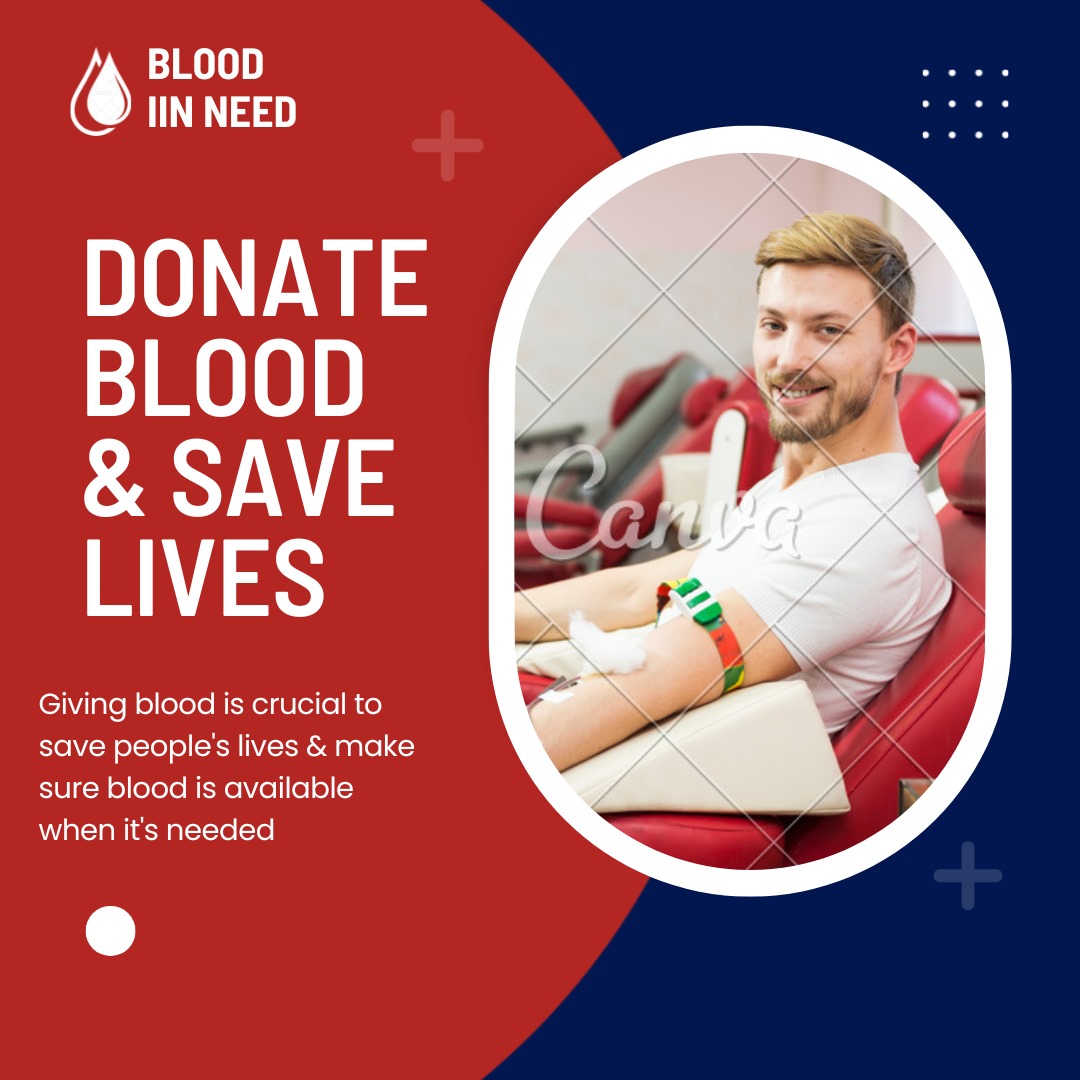 BLOOD
IIN NEED
DONATE
BLOOD
& SAVE
LIVES
Giving blood is crucial to
save people's lives & make
sure blood is available
when it's needed
Canva